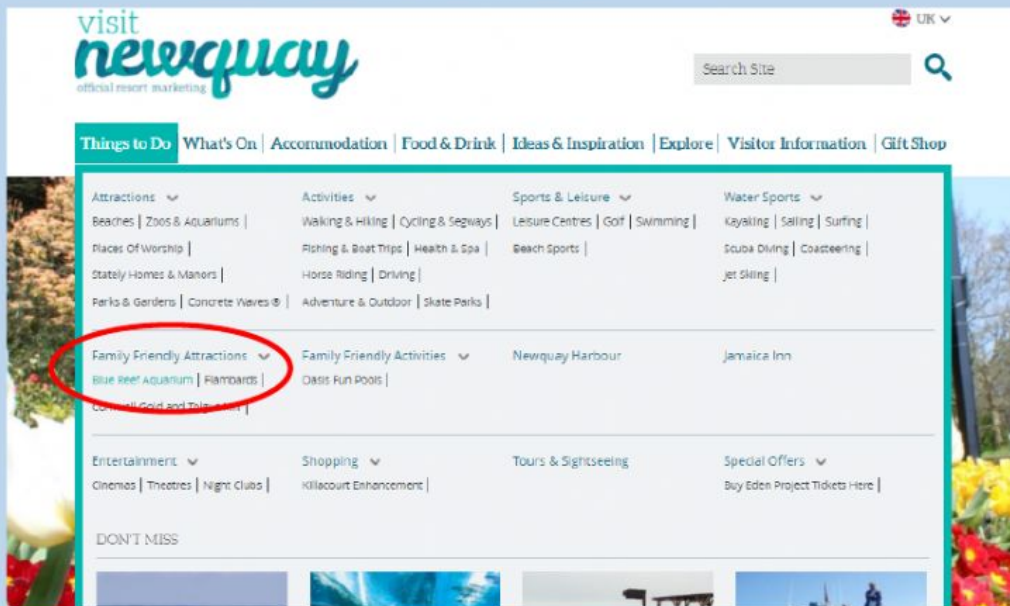 visit
newquay
official resort marketing
UK
Search Site
Things to Do What's On | Accommodation | Food & Drink | Ideas & Inspiration | Explore | Visitor Information | Gift Shop
Attractions
Beaches | Zoos & Aquariums |
Places Of Worship |
Stately Homes & Manors |
Parks & Gardens | Concrete Waves ® |
Activities
Walking & Hiking | Cycling & Segways |
Fishing & Boat Trips | Health & Spa |
Horse Riding | Driving |
Adventure & Outdoor | Skate Parks |
Sports & Leisure
Leisure Centres | Golf | Swimming |
Beach Sports |
Water Sports
Kayaking | Sailing | Surfing |
Scuba Diving | Coasteering |
Jet Skiing |
Family Friendly Attractions
Blue Reef Aquarium | Flambards |
Cornwall Gold and
Family Friendly Activities
Oasis Fun Pools |
Newquay Harbour
Jamaica Inn
Entertainment
Cinemas | Theatres | Night Clubs |
Shopping
Killacourt Enhancement |
Tours & Sightseeing
Special Offers
Buy Eden Project Tickets Here |
DON'T MISS